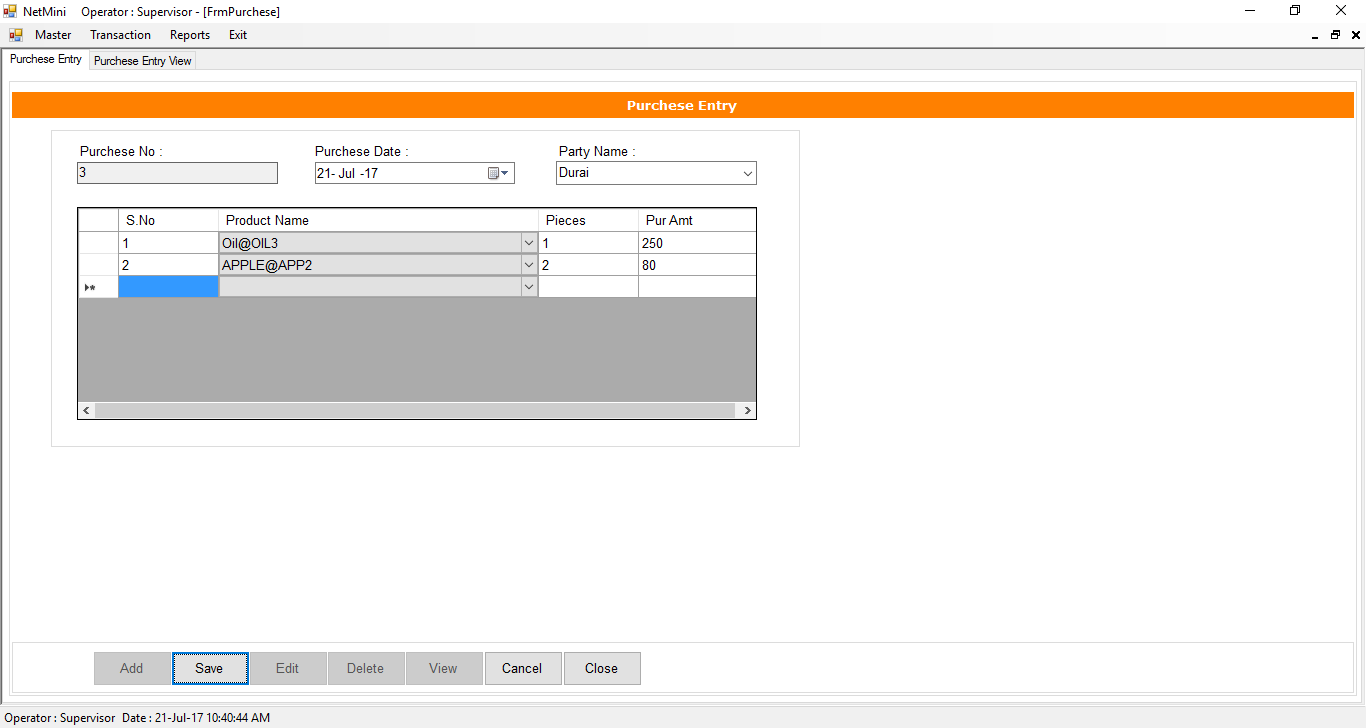 NetMini Operator : Supervisor - [FrmPurchese]
Master Transaction Reports Exit
Purchese Entry Purchese Entry View
Purchese Entry
Purchese No : Purchese Date : Party Name :
3 21- Jul -17 Durai
S.No Product Name Pieces Pur Amt
1 Oil@OIL3 1 250
2 APPLE@APP2 2 80
Add Save Edit Delete View Cancel Close
Operator : Supervisor Date : 21-Jul-17 10:40:44 AM